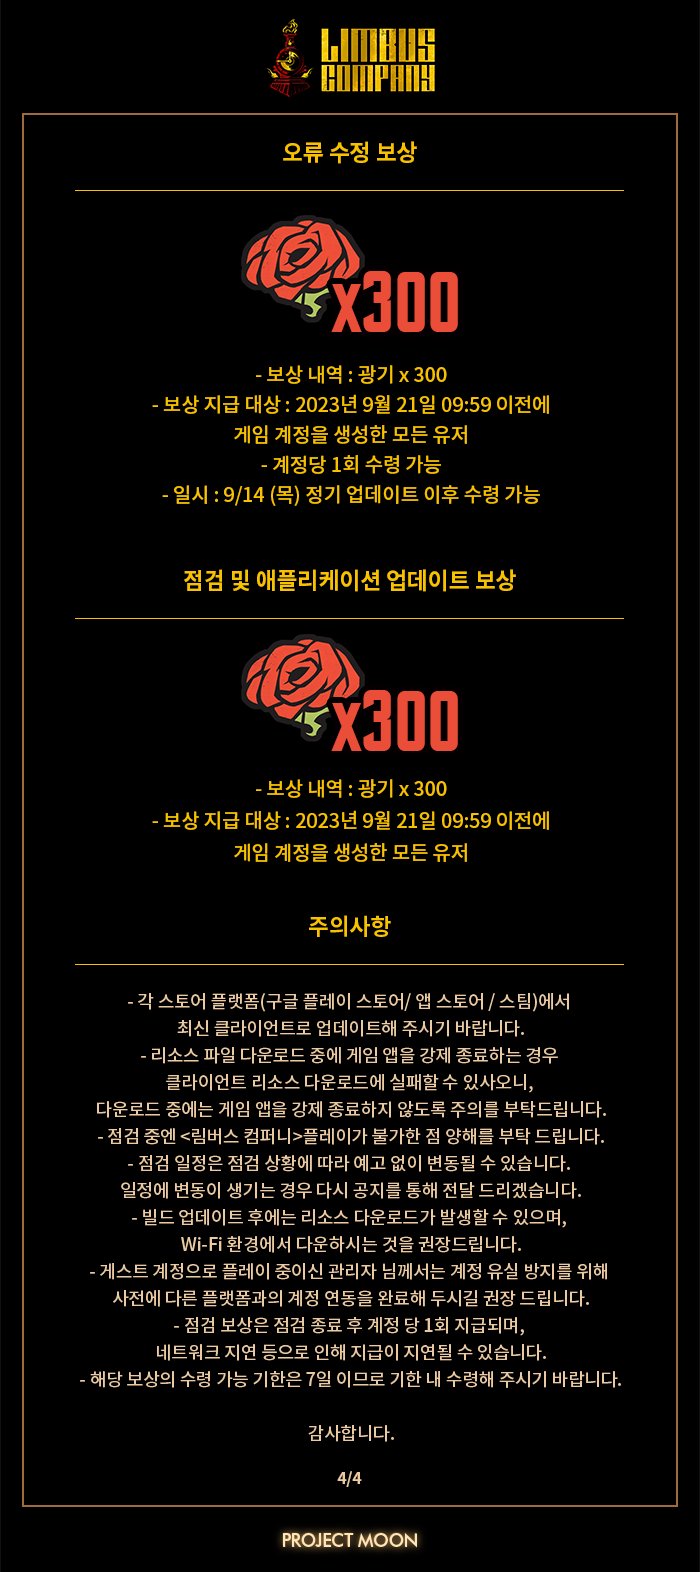 LIMBUS
COMPANY
오류 수정 보상
x300
- 보상 내역 : 광기 x 300
- 보상 지급 대상 : 2023년 9월 21일 09:59 이전에
게임 계정을 생성한 모든 유저
- 계정당 1회 수령 가능
- 일시 : 9/14 (목) 정기 업데이트 이후 수령 가능
점검 및 애플리케이션 업데이트 보상
x300
- 보상 내역 : 광기 x 300
- 보상 지급 대상 : 2023년 9월 21일 09:59 이전에
게임 계정을 생성한 모든 유저
주의사항
- 각 스토어 플랫폼(구글 플레이 스토어/ 앱 스토어 / 스팀)에서
최신 클라이언트로 업데이트해 주시기 바랍니다.
- 리소스 파일 다운로드 중에 게임 앱을 강제 종료하는 경우
클라이언트 리소스 다운로드에 실패할 수 있사오니,
다운로드 중에는 게임 앱을 강제 종료하지 않도록 주의를 부탁드립니다.
- 점검 중엔 <림버스 컴퍼니>플레이가 불가한 점 양해를 부탁 드립니다.
- 점검 일정은 점검 상황에 따라 예고 없이 변동될 수 있습니다.
일정에 변동이 생기는 경우 다시 공지를 통해 전달 드리겠습니다.
- 빌드 업데이트 후에는 리소스 다운로드가 발생할 수 있으며,
Wi-Fi 환경에서 다운하시는 것을 권장드립니다.
- 게스트 계정으로 플레이 중이신 관리자 님께서는 계정 유실 방지를 위해
사전에 다른 플랫폼과의 계정 연동을 완료해 두시길 권장 드립니다.
- 점검 보상은 점검 종료 후 계정 당 1회 지급되며,
네트워크 지연 등으로 인해 지급이 지연될 수 있습니다.
- 해당 보상의 수령 가능 기한은 7일 이므로 기한 내 수령해 주시기 바랍니다.
감사합니다.
4/4
PROJECT MOON